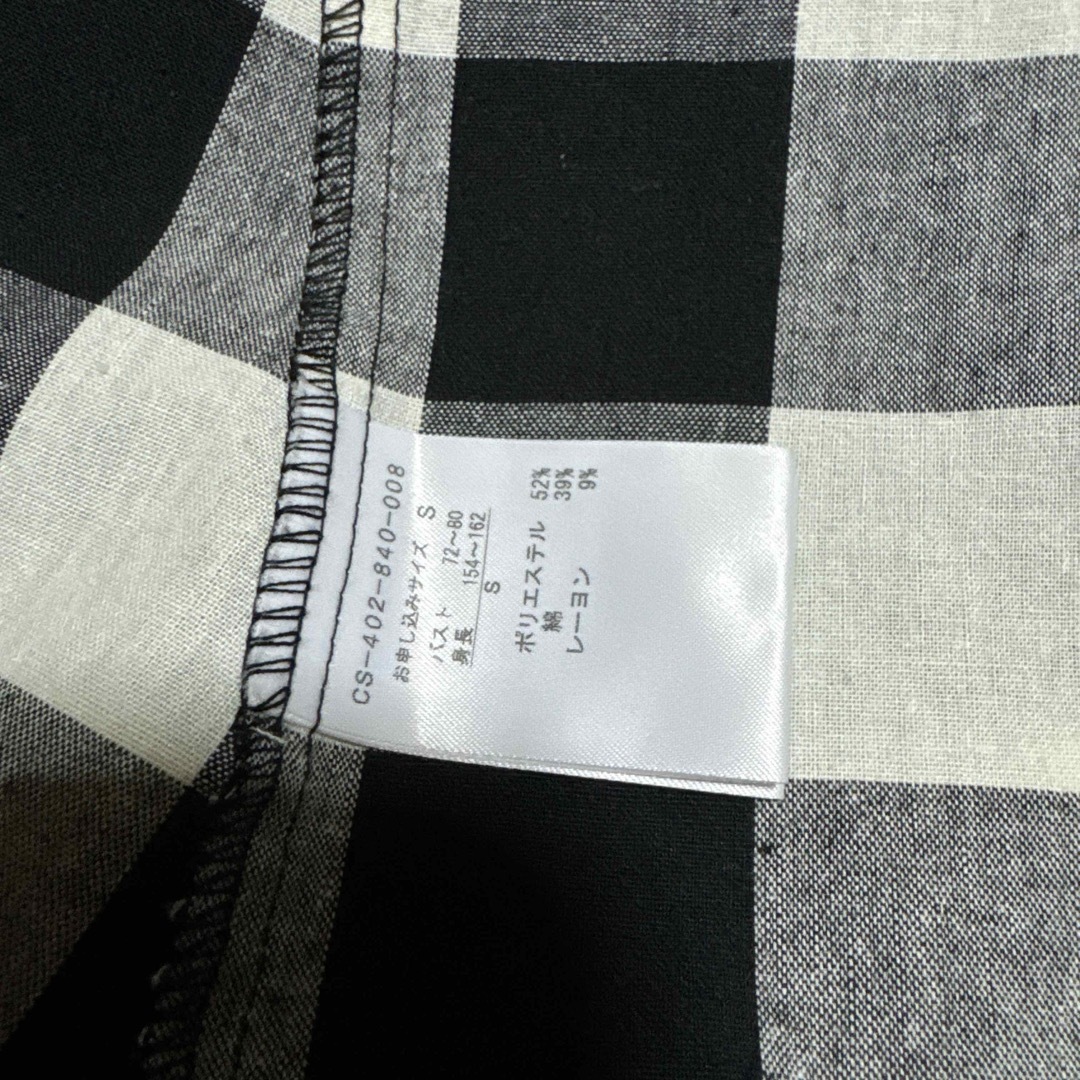 CS-402-840-008
お申し込みサイズ S
バスト 72~80
身長 154~162
S
ポリエステル 52%
綿 39%
レーヨン 9%